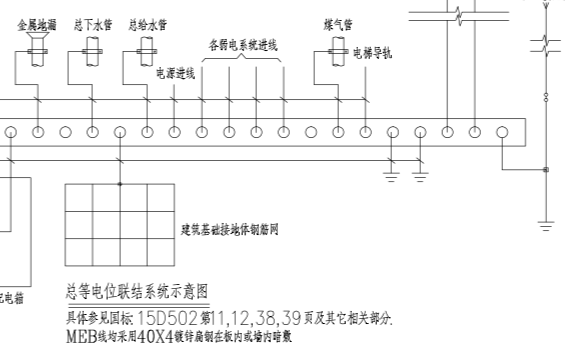 金属地漏 总下水管 总给水管 煤气管
各弱电系统进线
电源进线 电梯导轨
建筑基础接地体钢筋网
电箱
总等电位联结系统示意图
具体参见国标:15D502第11,12,38,39页及其它相关部分.
MEB线均采用40X4镀锌扁钢在板内或墙内暗敷